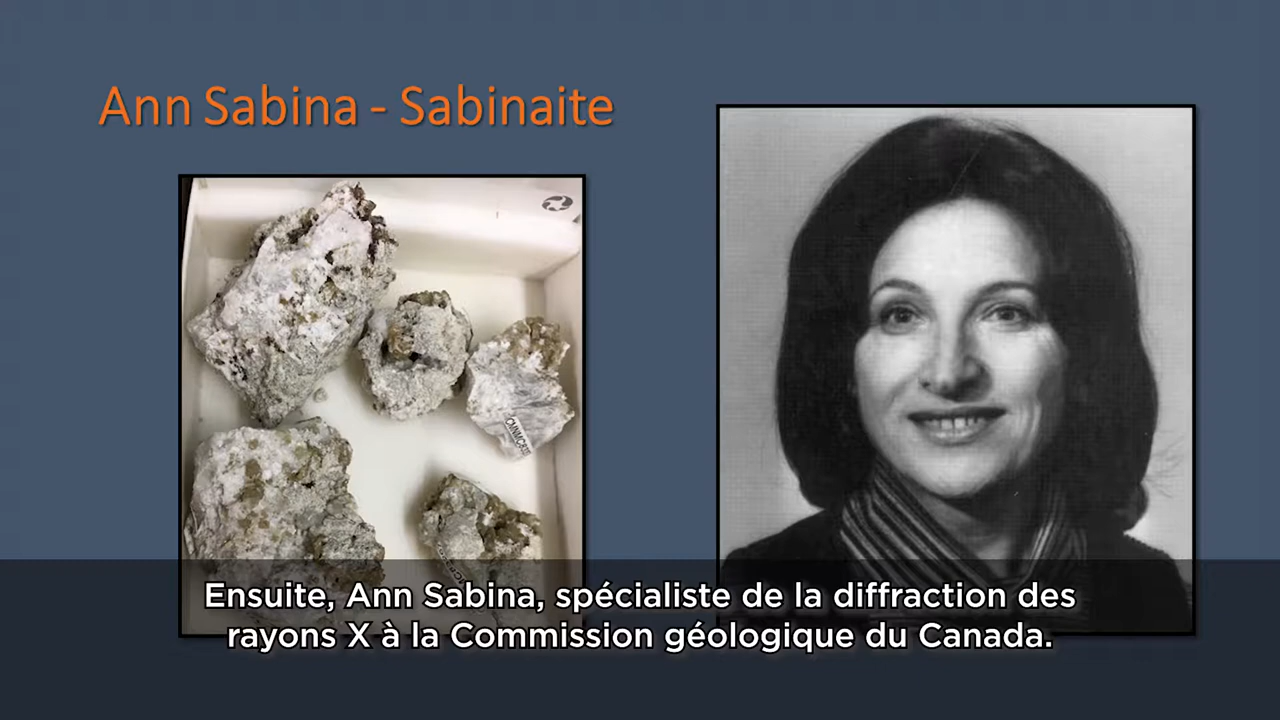 Ann Sabina - Sabinaite
Ensuite, Ann Sabina, spécialiste de la diffraction des
rayons X à la Commission géologique du Canada.